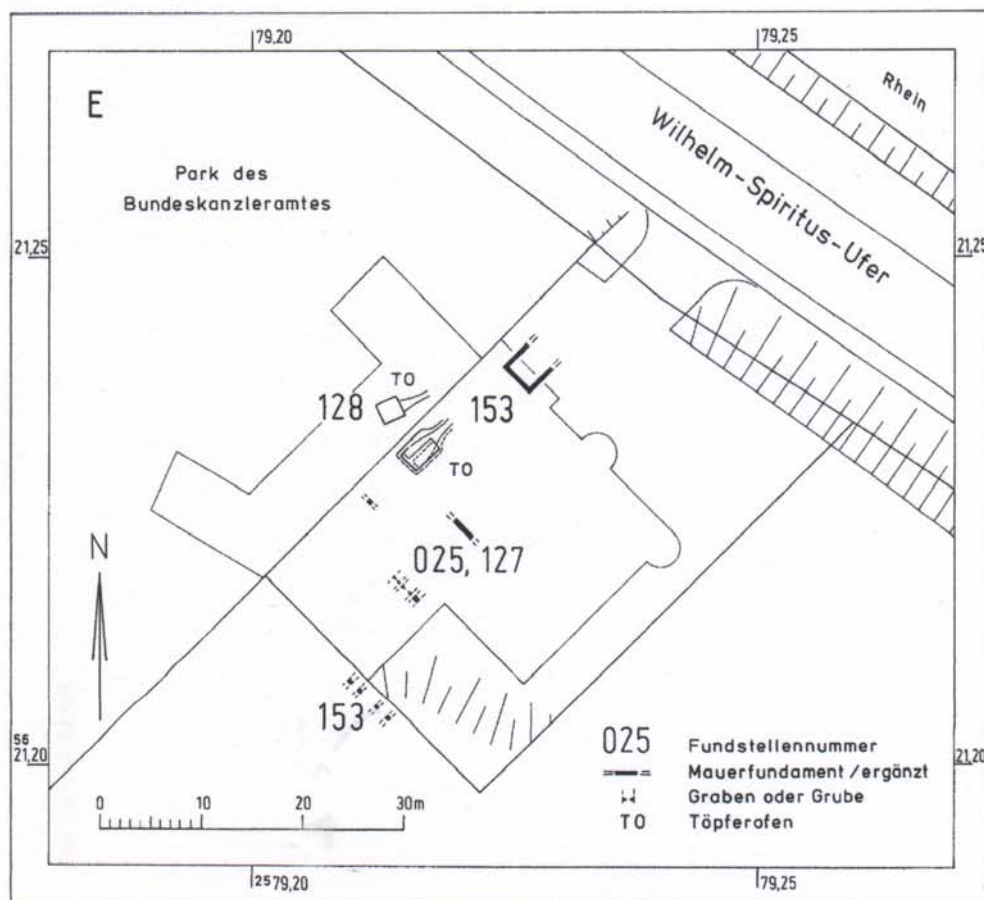 79,20
79,25
E
Rhein
Wilhelm-Spiritus-Ufer
Park des
Bundeskanzleramtes
21,25
21,25
TO
128
153
TO
025, 127
N
153
56
21,20
21,20
025 Fundstellennummer
Mauerfundament / ergänzt
Graben oder Grube
TO Töpferofen
0 10 20 30m
2579,20
79,25